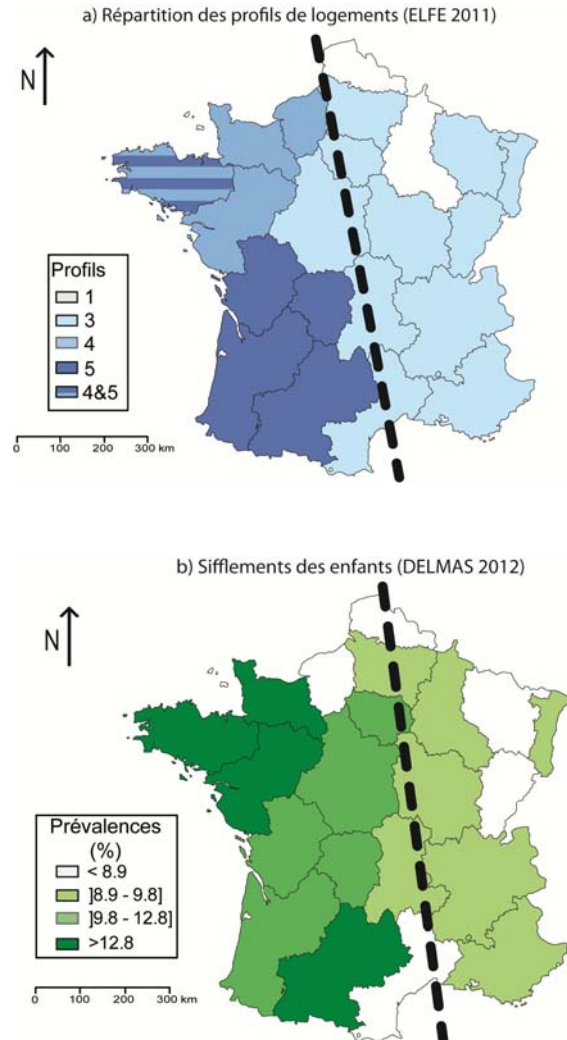 a) Répartition des profils de logements (ELFE 2011)
N
Profils
1
3
4
5
4&5
0 100 200 300 km
b) Sifflements des enfants (DELMAS 2012)
N
Prévalences
(%)
< 8.9
]8.9 - 9.8]
]9.8 - 12.8]
>12.8
0 100 200 300 km